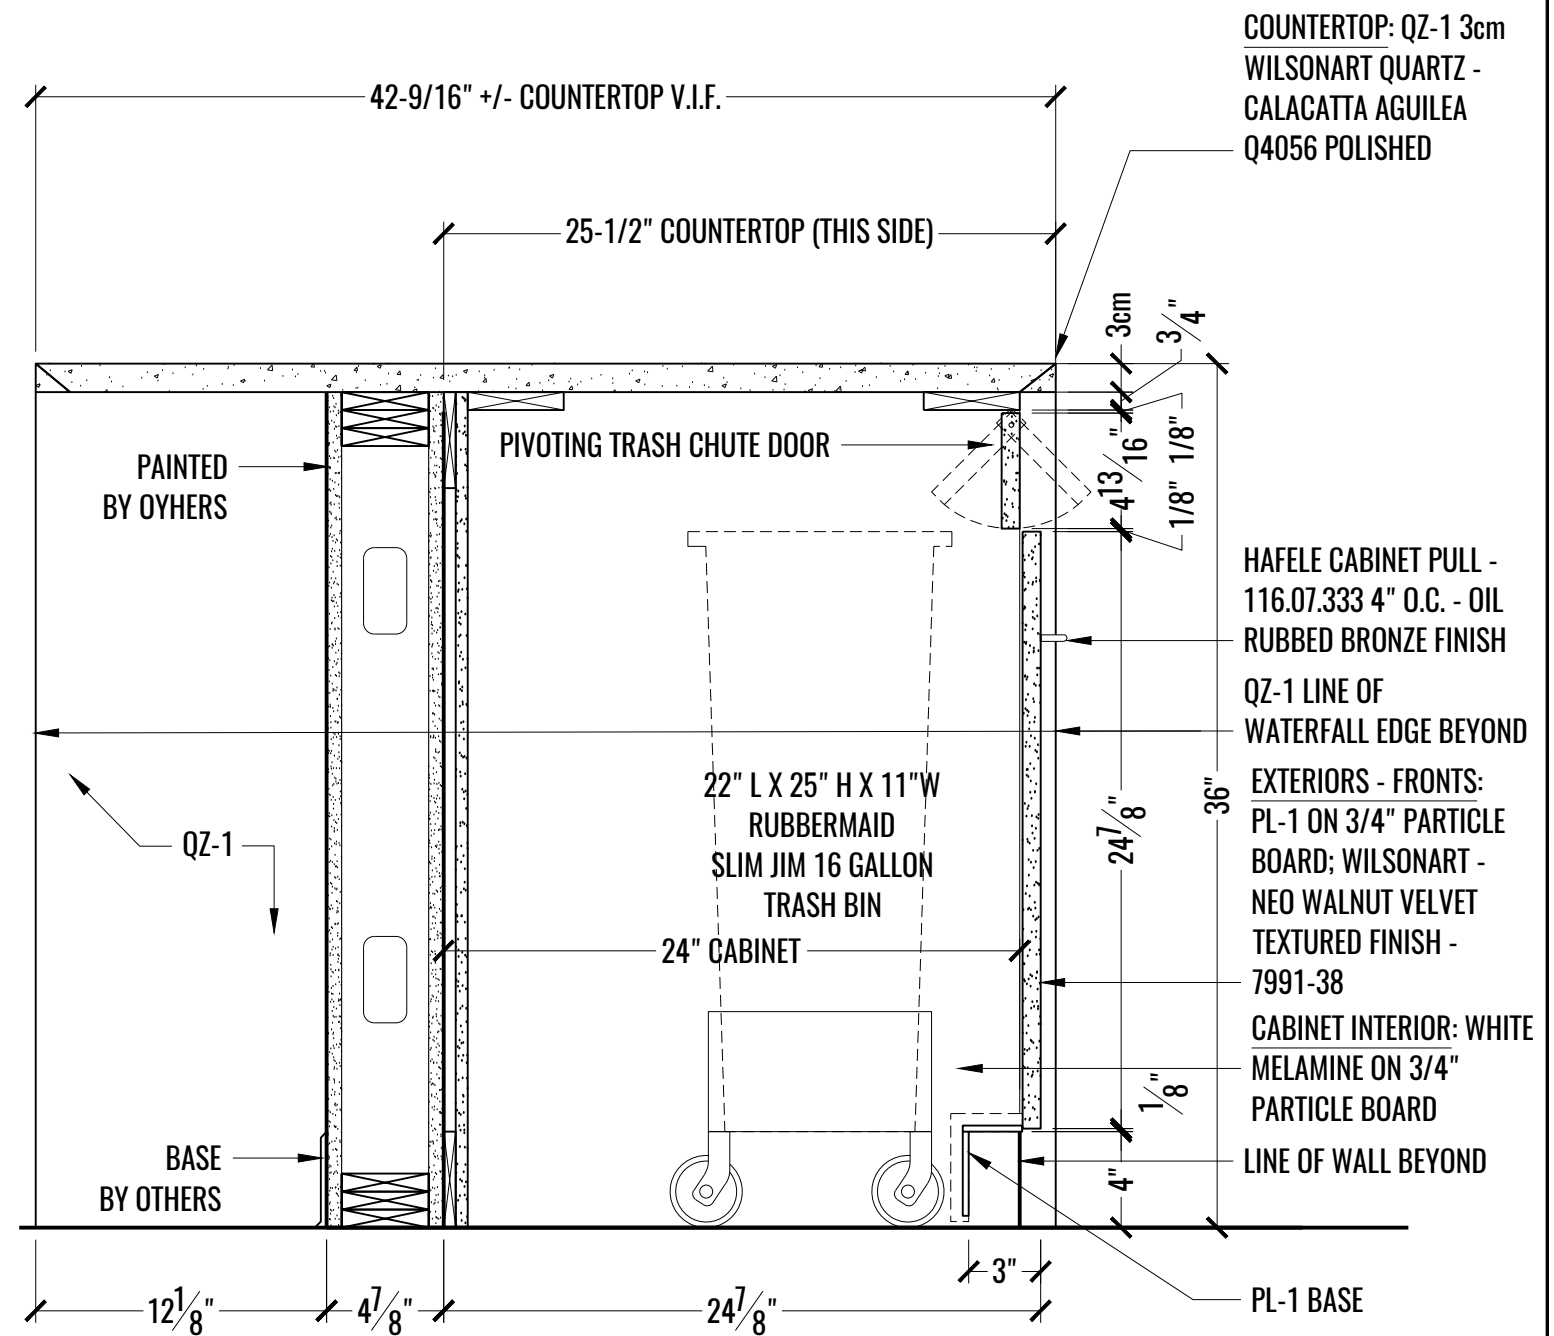 COUNTERTOP: QZ-1 3cm
WILSONART QUARTZ -
CALACATTA AGUILEA
Q4056 POLISHED
42-9/16" +/- COUNTERTOP V.I.F.
25-1/2" COUNTERTOP (THIS SIDE)
3cm
3/4"
PIVOTING TRASH CHUTE DOOR
4 13/16"
1/8"
1/8"
PAINTED
BY OYHERS
HAFELE CABINET PULL -
116.07.333 4" O.C. - OIL
RUBBED BRONZE FINISH
QZ-1 LINE OF
WATERFALL EDGE BEYOND
EXTERIORS - FRONTS:
PL-1 ON 3/4" PARTICLE
BOARD; WILSONART -
NEO WALNUT VELVET
TEXTURED FINISH -
7991-38
22" L X 25" H X 11"W
RUBBERMAID
SLIM JIM 16 GALLON
TRASH BIN
24" CABINET
QZ-1
24 7/8"
36"
CABINET INTERIOR: WHITE
MELAMINE ON 3/4"
PARTICLE BOARD
1/8"
LINE OF WALL BEYOND
4"
BASE
BY OTHERS
3"
PL-1 BASE
12 1/8"
4 7/8"
24 7/8"